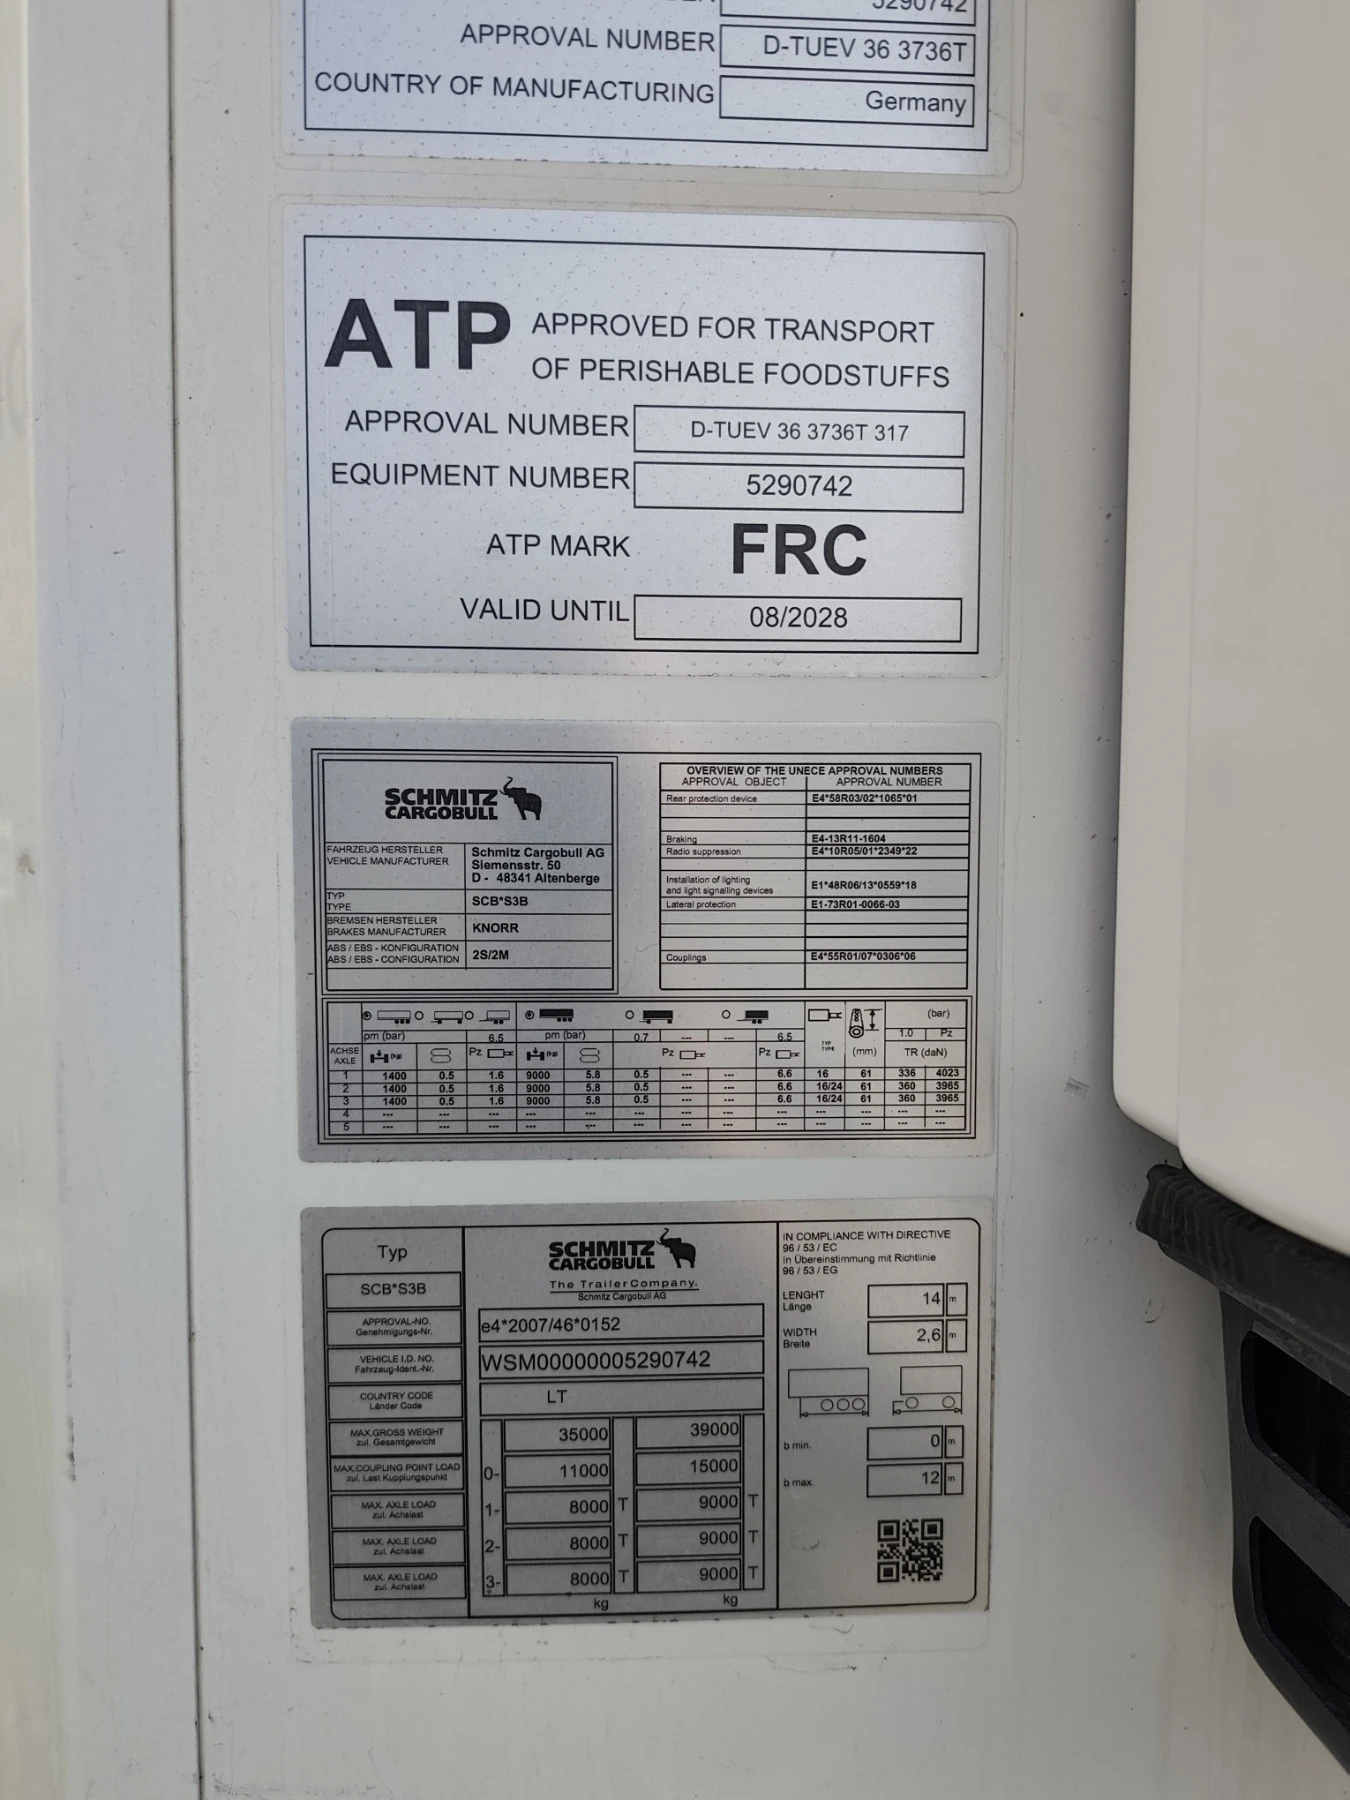 5290742
APPROVAL NUMBER D-TUEV 36 3736T
COUNTRY OF MANUFACTURING Germany
ATP APPROVED FOR TRANSPORT
OF PERISHABLE FOODSTUFFS
APPROVAL NUMBER D-TUEV 36 3736T 317
EQUIPMENT NUMBER 5290742
ATP MARK FRC
VALID UNTIL 08/2028
SCHMITZ
CARGOBULL
FAHRZEUG HERSTELLER
VEHICLE MANUFACTURER
Schmitz Cargobull AG
Siemensstr. 50
D - 48341 Altenberge
TYP
TYPE
SCB*S3B
BREMSEN HERSTELLER
BRAKES MANUFACTURER
KNORR
ABS / EBS - KONFIGURATION
ABS / EBS - CONFIGURATION
2S/2M
OVERVIEW OF THE UNECE APPROVAL NUMBERS
APPROVAL OBJECT APPROVAL NUMBER
Rear protection device E4*58R03/02*1065*01
Braking E4-13R11-1604
Radio suppression E4*10R05/01*2349*22
Installation of lighting
and light signalling devices E1*48R06/13*0559*18
Lateral protection E1-73R01-0066-03
Couplings E4*55R01/07*0306*06
(bar)
pm (bar) 6.5 pm (bar) 0.7 --- --- 6.5 1.0 Pz
ACHSE
AXLE
Pz Pz Pz TYP
TYPE
(mm) TR (daN)
1 1400 0.5 1.6 9000 5.8 0.5 --- --- 6.6 16 61 336 4023
2 1400 0.5 1.6 9000 5.8 0.5 --- --- 6.6 16/24 61 360 3965
3 1400 0.5 1.6 9000 5.8 0.5 --- --- 6.6 16/24 61 360 3965
4 --- --- --- --- --- --- --- --- --- --- --- --- ---
5 --- --- --- --- --- --- --- --- --- --- --- --- ---
Typ
SCB*S3B
SCHMITZ
CARGOBULL
The Trailer Company.
Schmitz Cargobull AG
APPROVAL-NO.
Genehmigungs-Nr.
e4*2007/46*0152
VEHICLE I.D. NO.
Fahrzeug-Ident.-Nr.
WSM00000005290742
COUNTRY CODE
Länder Code
LT
MAX.GROSS WEIGHT
zul. Gesamtgewicht
35000 39000
MAX.COUPLING POINT LOAD
zul. Last Kupplungspunkt
0- 11000 15000
MAX. AXLE LOAD
zul. Achslast
1- 8000 T 9000 T
MAX. AXLE LOAD
zul. Achslast
2- 8000 T 9000 T
MAX. AXLE LOAD
zul. Achslast
3- 8000 T 9000 T
kg kg
IN COMPLIANCE WITH DIRECTIVE
96 / 53 / EC
In Übereinstimmung mit Richtlinie
96 / 53 / EG
LENGHT
Länge
14 m
WIDTH
Breite
2,6 m
b min. 0 m
b max. 12 m